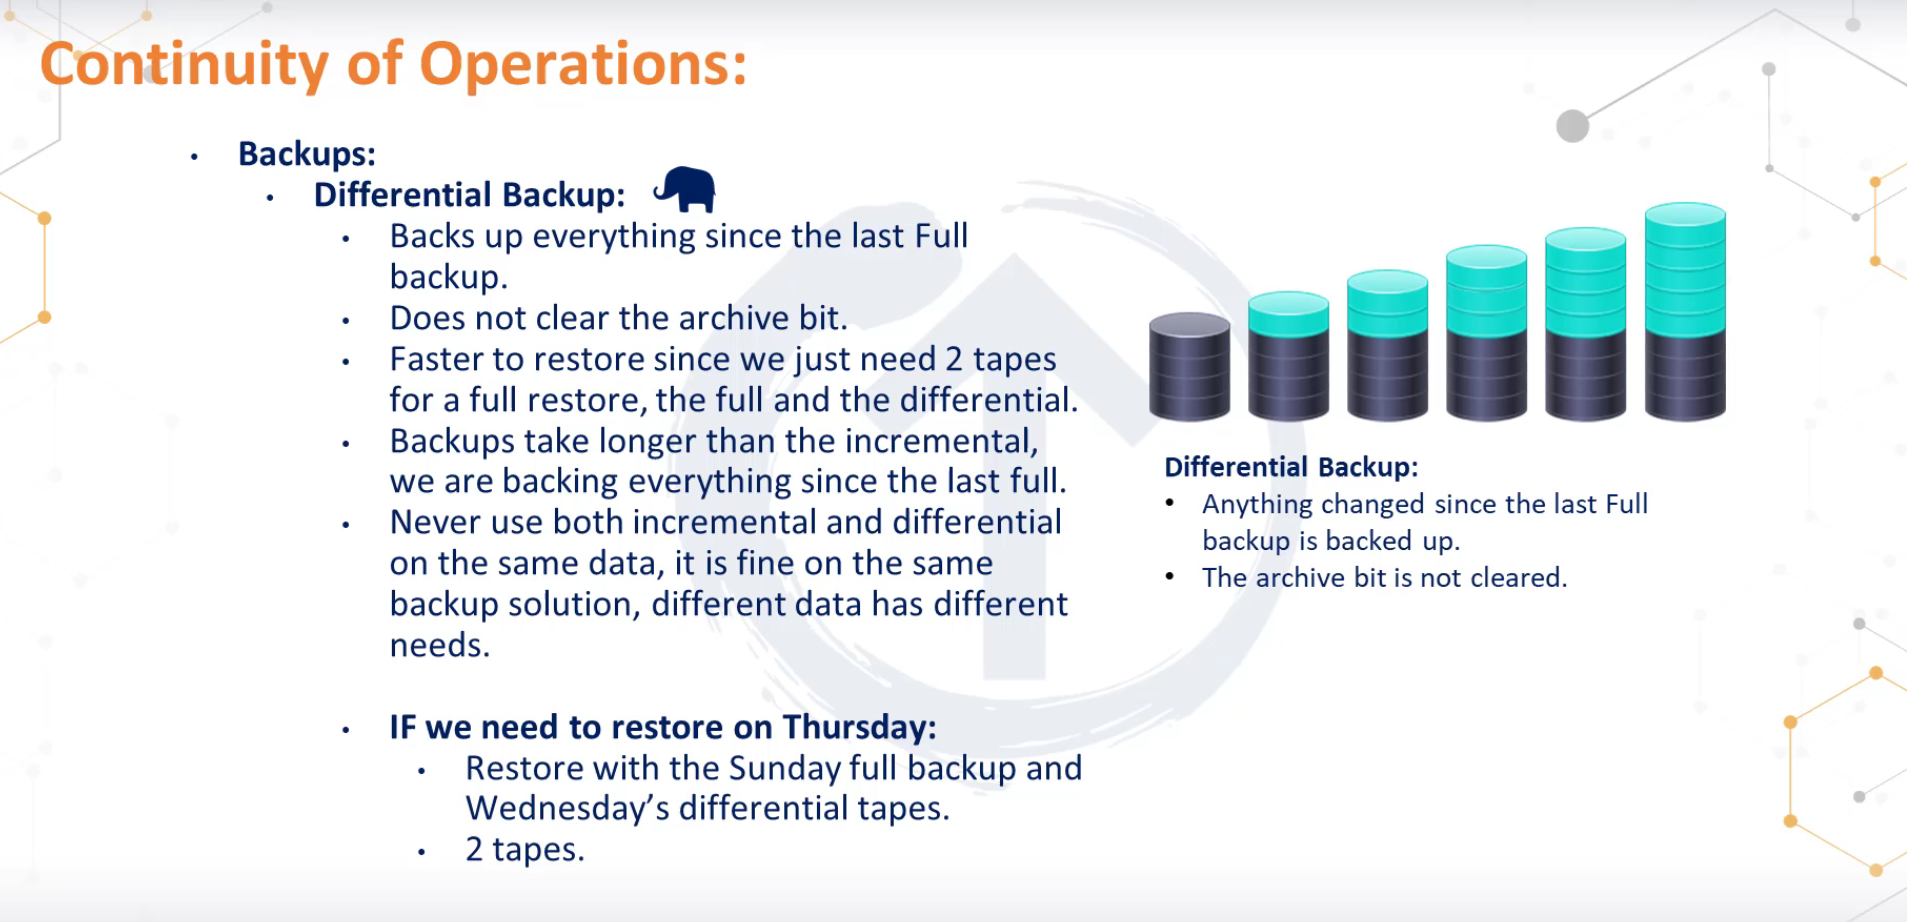 Continuity of Operations:
• Backups:
• Differential Backup:
• Backs up everything since the last Full
backup.
• Does not clear the archive bit.
• Faster to restore since we just need 2 tapes
for a full restore, the full and the differential.
• Backups take longer than the incremental,
we are backing everything since the last full.
• Never use both incremental and differential
on the same data, it is fine on the same
backup solution, different data has different
needs.
• IF we need to restore on Thursday:
• Restore with the Sunday full backup and
Wednesday’s differential tapes.
• 2 tapes.
Differential Backup:
• Anything changed since the last Full
backup is backed up.
• The archive bit is not cleared.